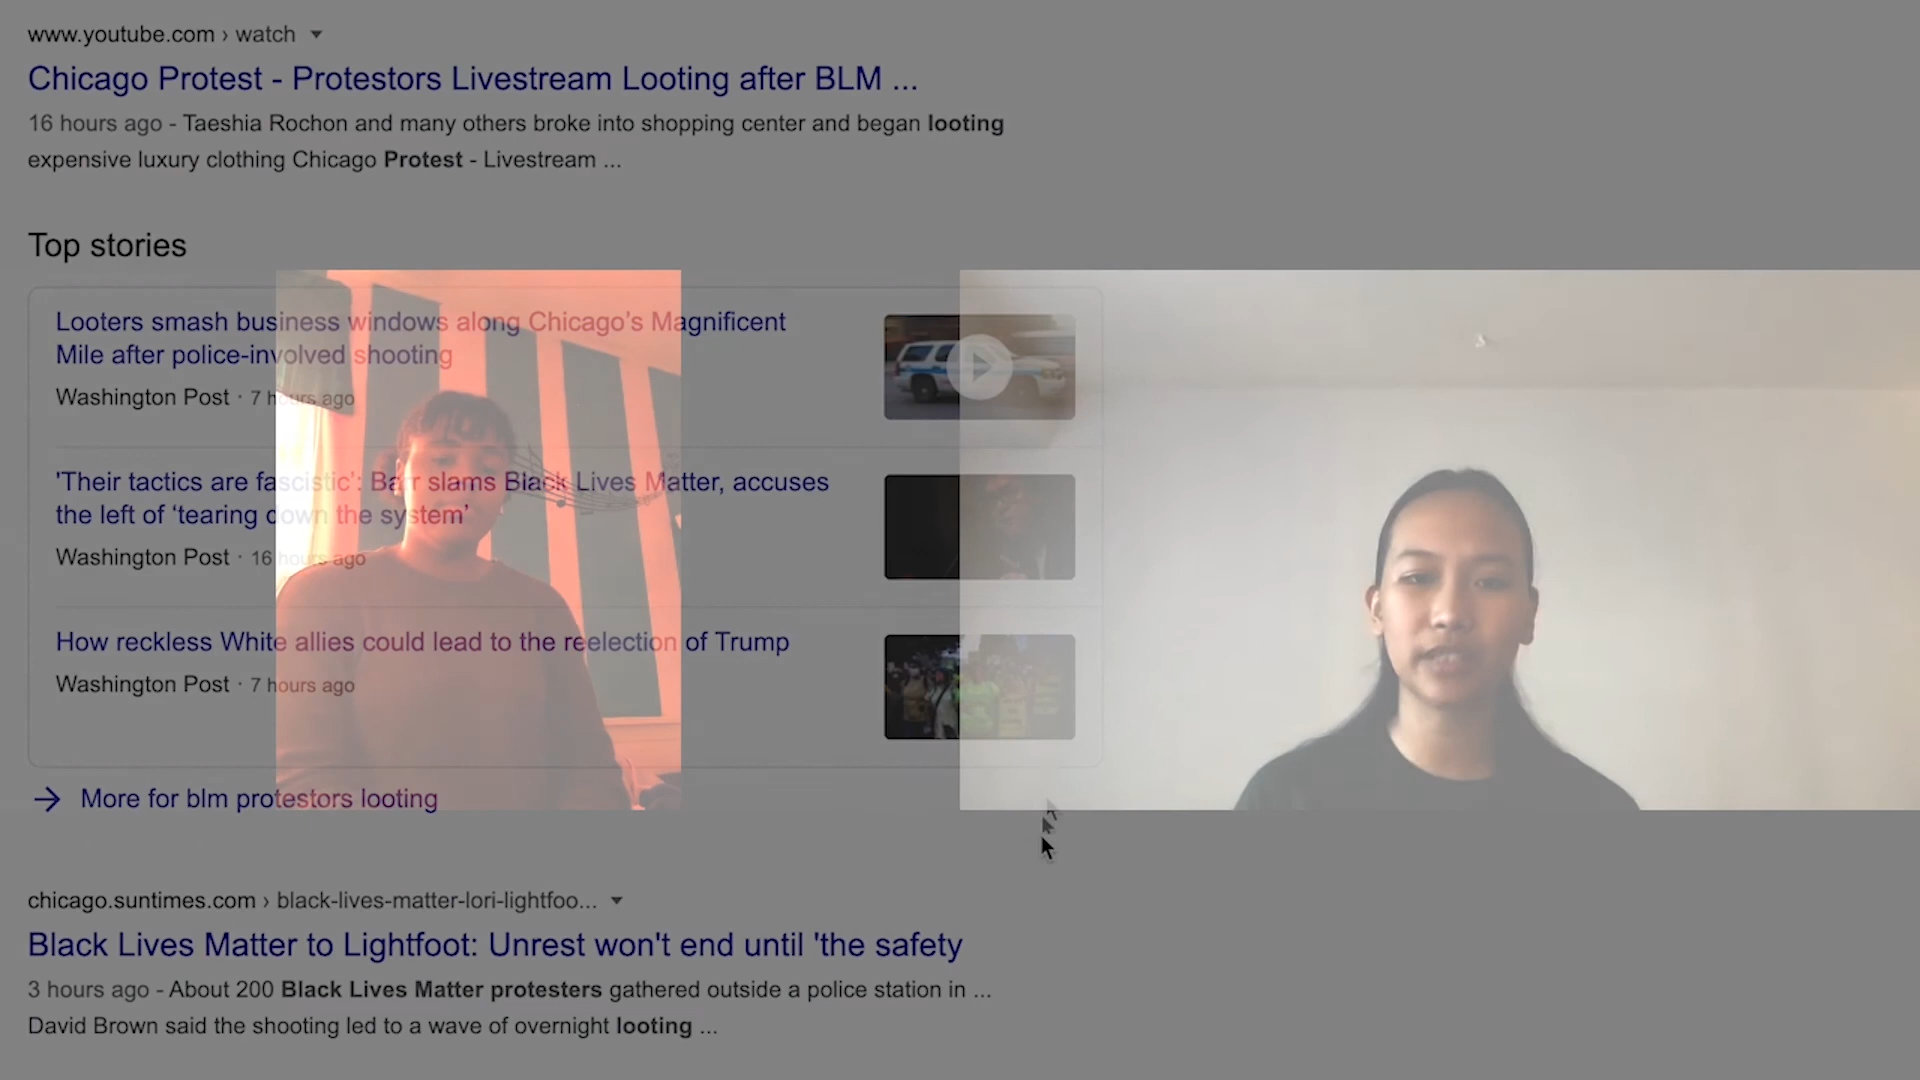 www.youtube.com › watch
Chicago Protest - Protestors Livestream Looting after BLM ...
16 hours ago - Taeshia Rochon and many others broke into shopping center and began looting
expensive luxury clothing Chicago Protest - Livestream ...
Top stories
Looters smash business windows along Chicago's Magnificent
Mile after police-involved shooting
Washington Post · 7 hours ago
'Their tactics are fascistic': Barr slams Black Lives Matter, accuses
the left of ‘tearing down the system’
Washington Post · 16 hours ago
How reckless White allies could lead to the reelection of Trump
Washington Post · 7 hours ago
→ More for blm protestors looting
chicago.suntimes.com › black-lives-matter-lori-lightfoo...
Black Lives Matter to Lightfoot: Unrest won't end until 'the safety
3 hours ago - About 200 Black Lives Matter protesters gathered outside a police station in ...
David Brown said the shooting led to a wave of overnight looting ...